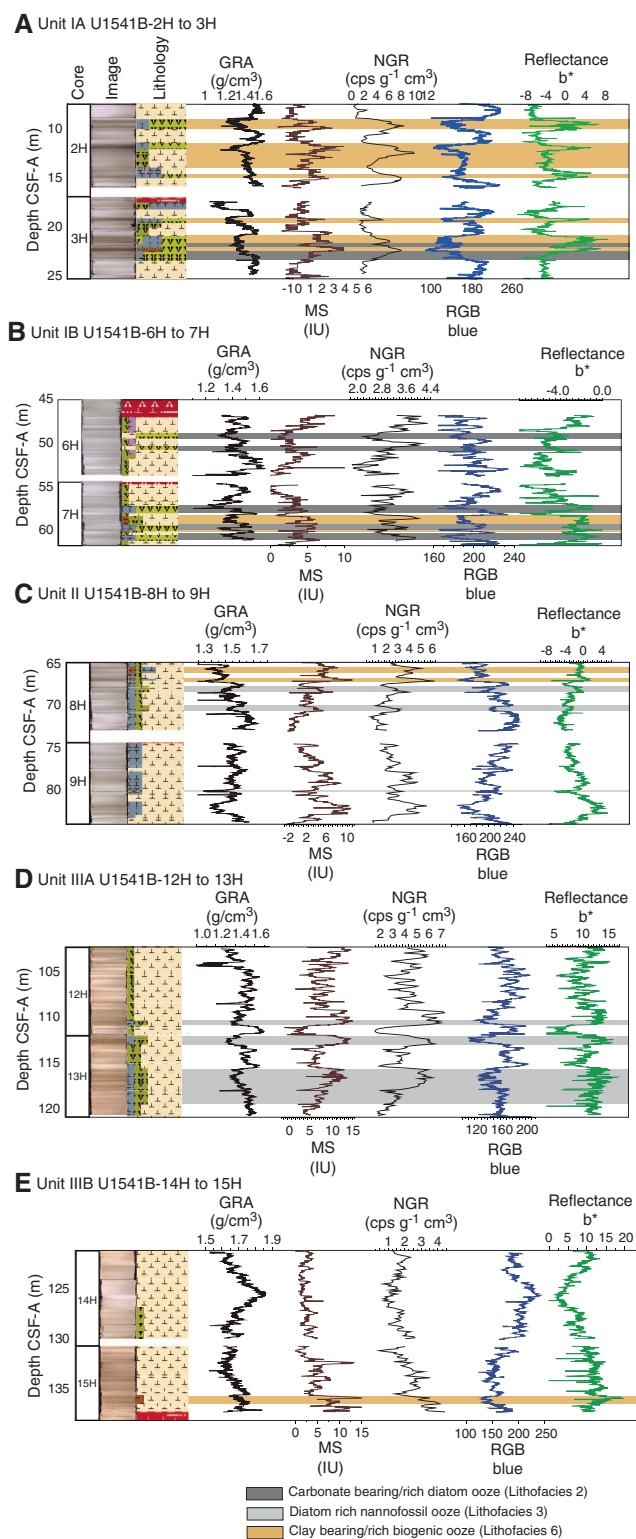 A Unit IA U1541B-2H to 3H
Core
Image
Lithology
GRA
(g/cm3)
1 1.2 1.4 1.6
NGR
(cps g-1 cm3)
0 2 4 6 8 10 12
Reflectance
b*
-8 -4 0 4 8
Depth CSF-A (m)
10
15
20
25
2H
3H
-1 0 1 2 3 4 5 6
MS
(IU)
100 180 260
RGB
blue
B Unit IB U1541B-6H to 7H
GRA
(g/cm3)
1.2 1.4 1.6
NGR
(cps g-1 cm3)
2.0 2.8 3.6 4.4
Reflectance
b*
-4.0 0.0
Depth CSF-A (m)
45
50
55
60
6H
7H
0 5 10
MS
(IU)
160 200 240
RGB
blue
C Unit II U1541B-8H to 9H
GRA
(g/cm3)
1.3 1.5 1.7
NGR
(cps g-1 cm3)
1 2 3 4 5 6
Reflectance
b*
-8 -4 0 4
Depth CSF-A (m)
65
70
75
80
8H
9H
-2 2 6 10
MS
(IU)
160 200 240
RGB
blue
D Unit IIIA U1541B-12H to 13H
GRA
(g/cm3)
1.0 1.2 1.4 1.6
NGR
(cps g-1 cm3)
2 3 4 5 6 7
Reflectance
b*
5 10 15
Depth CSF-A (m)
105
110
115
120
12H
13H
0 5 10 15
MS
(IU)
120 160 200
RGB
blue
E Unit IIIB U1541B-14H to 15H
GRA
(g/cm3)
1.5 1.7 1.9
NGR
(cps g-1 cm3)
1 2 3 4
Reflectance
b*
0 5 10 15 20
Depth CSF-A (m)
125
130
135
14H
15H
0 5 10 15
MS
(IU)
100 150 200 250
RGB
blue
Carbonate bearing/rich diatom ooze (Lithofacies 2)
Diatom rich nannofossil ooze (Lithofacies 3)
Clay bearing/rich biogenic ooze (Lithofacies 6)